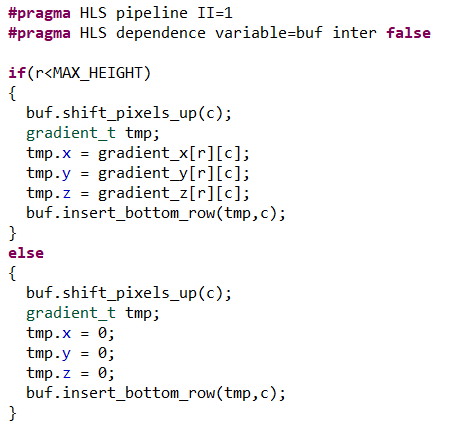 #pragma HLS pipeline II=1
#pragma HLS dependence variable=buf inter false

if(r<MAX_HEIGHT)
{
  buf.shift_pixels_up(c);
  gradient_t tmp;
  tmp.x = gradient_x[r][c];
  tmp.y = gradient_y[r][c];
  tmp.z = gradient_z[r][c];
  buf.insert_bottom_row(tmp,c);
}
else
{
  buf.shift_pixels_up(c);
  gradient_t tmp;
  tmp.x = 0;
  tmp.y = 0;
  tmp.z = 0;
  buf.insert_bottom_row(tmp,c);
}